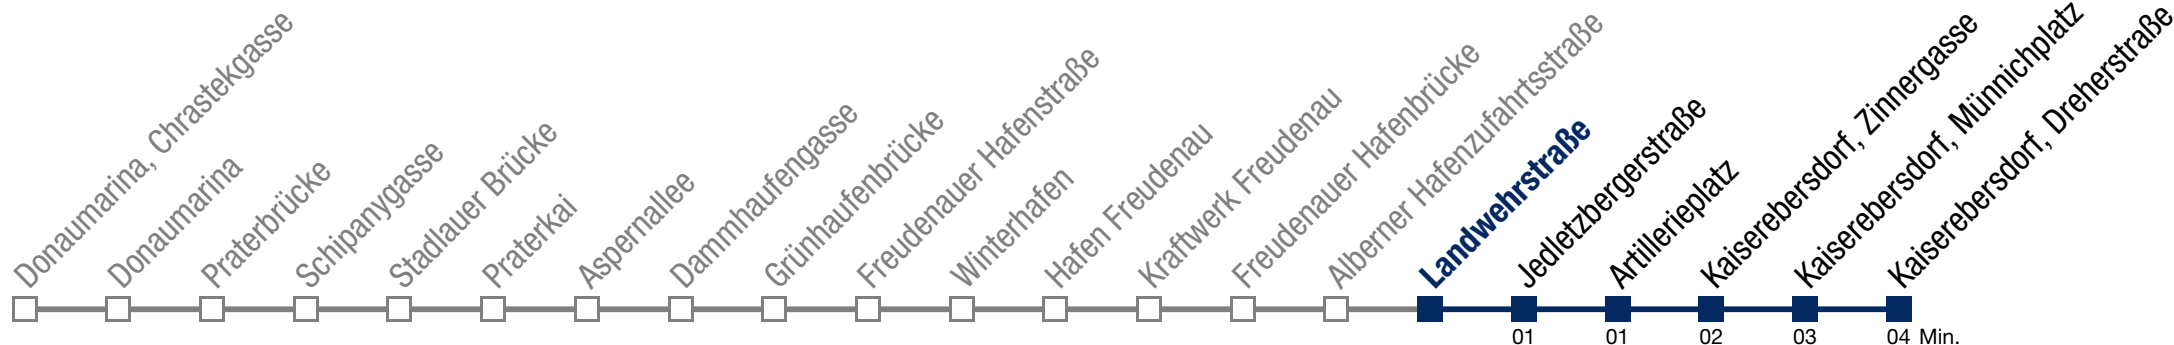 Donaumarina, Chrastekgasse
Donaumarina
Praterbrücke
Schipanygasse
Stadlauer Brücke
Praterkai
Aspernallee
Dammhaufengasse
Grünhaufenbrücke
Freudenauer Hafenstraße
Winterhafen
Hafen Freudenau
Kraftwerk Freudenau
Freudenauer Hafenbrücke
Alberner Hafenzufahrtsstraße
Landwehrstraße
Jedletzbergerstraße
Artillerieplatz
Kaiserebersdorf, Zinnergasse
Kaiserebersdorf, Münnichplatz
Kaiserebersdorf, Dreherstraße
01 01 02 03 04 Min.